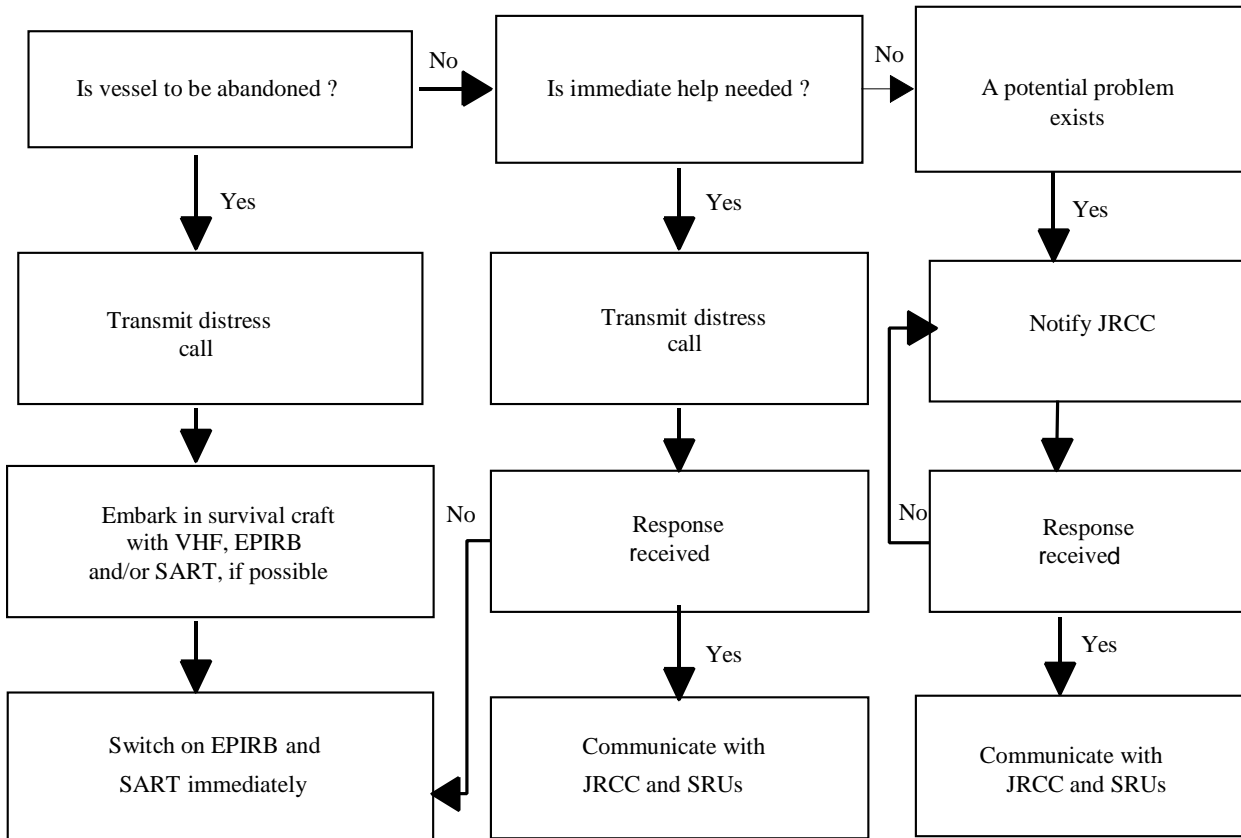 Is vessel to be abandoned ?
No
Is immediate help needed ?
No
A potential problem
exists
Yes
Yes
Yes
Transmit distress
call
Transmit distress
call
Notify JRCC
Embark in survival craft
with VHF, EPIRB
and/or SART, if possible
No
Response
received
No
Response
received
Yes
Yes
Switch on EPIRB and
SART immediately
Communicate with
JRCC and SRUs
Communicate with
JRCC and SRUs